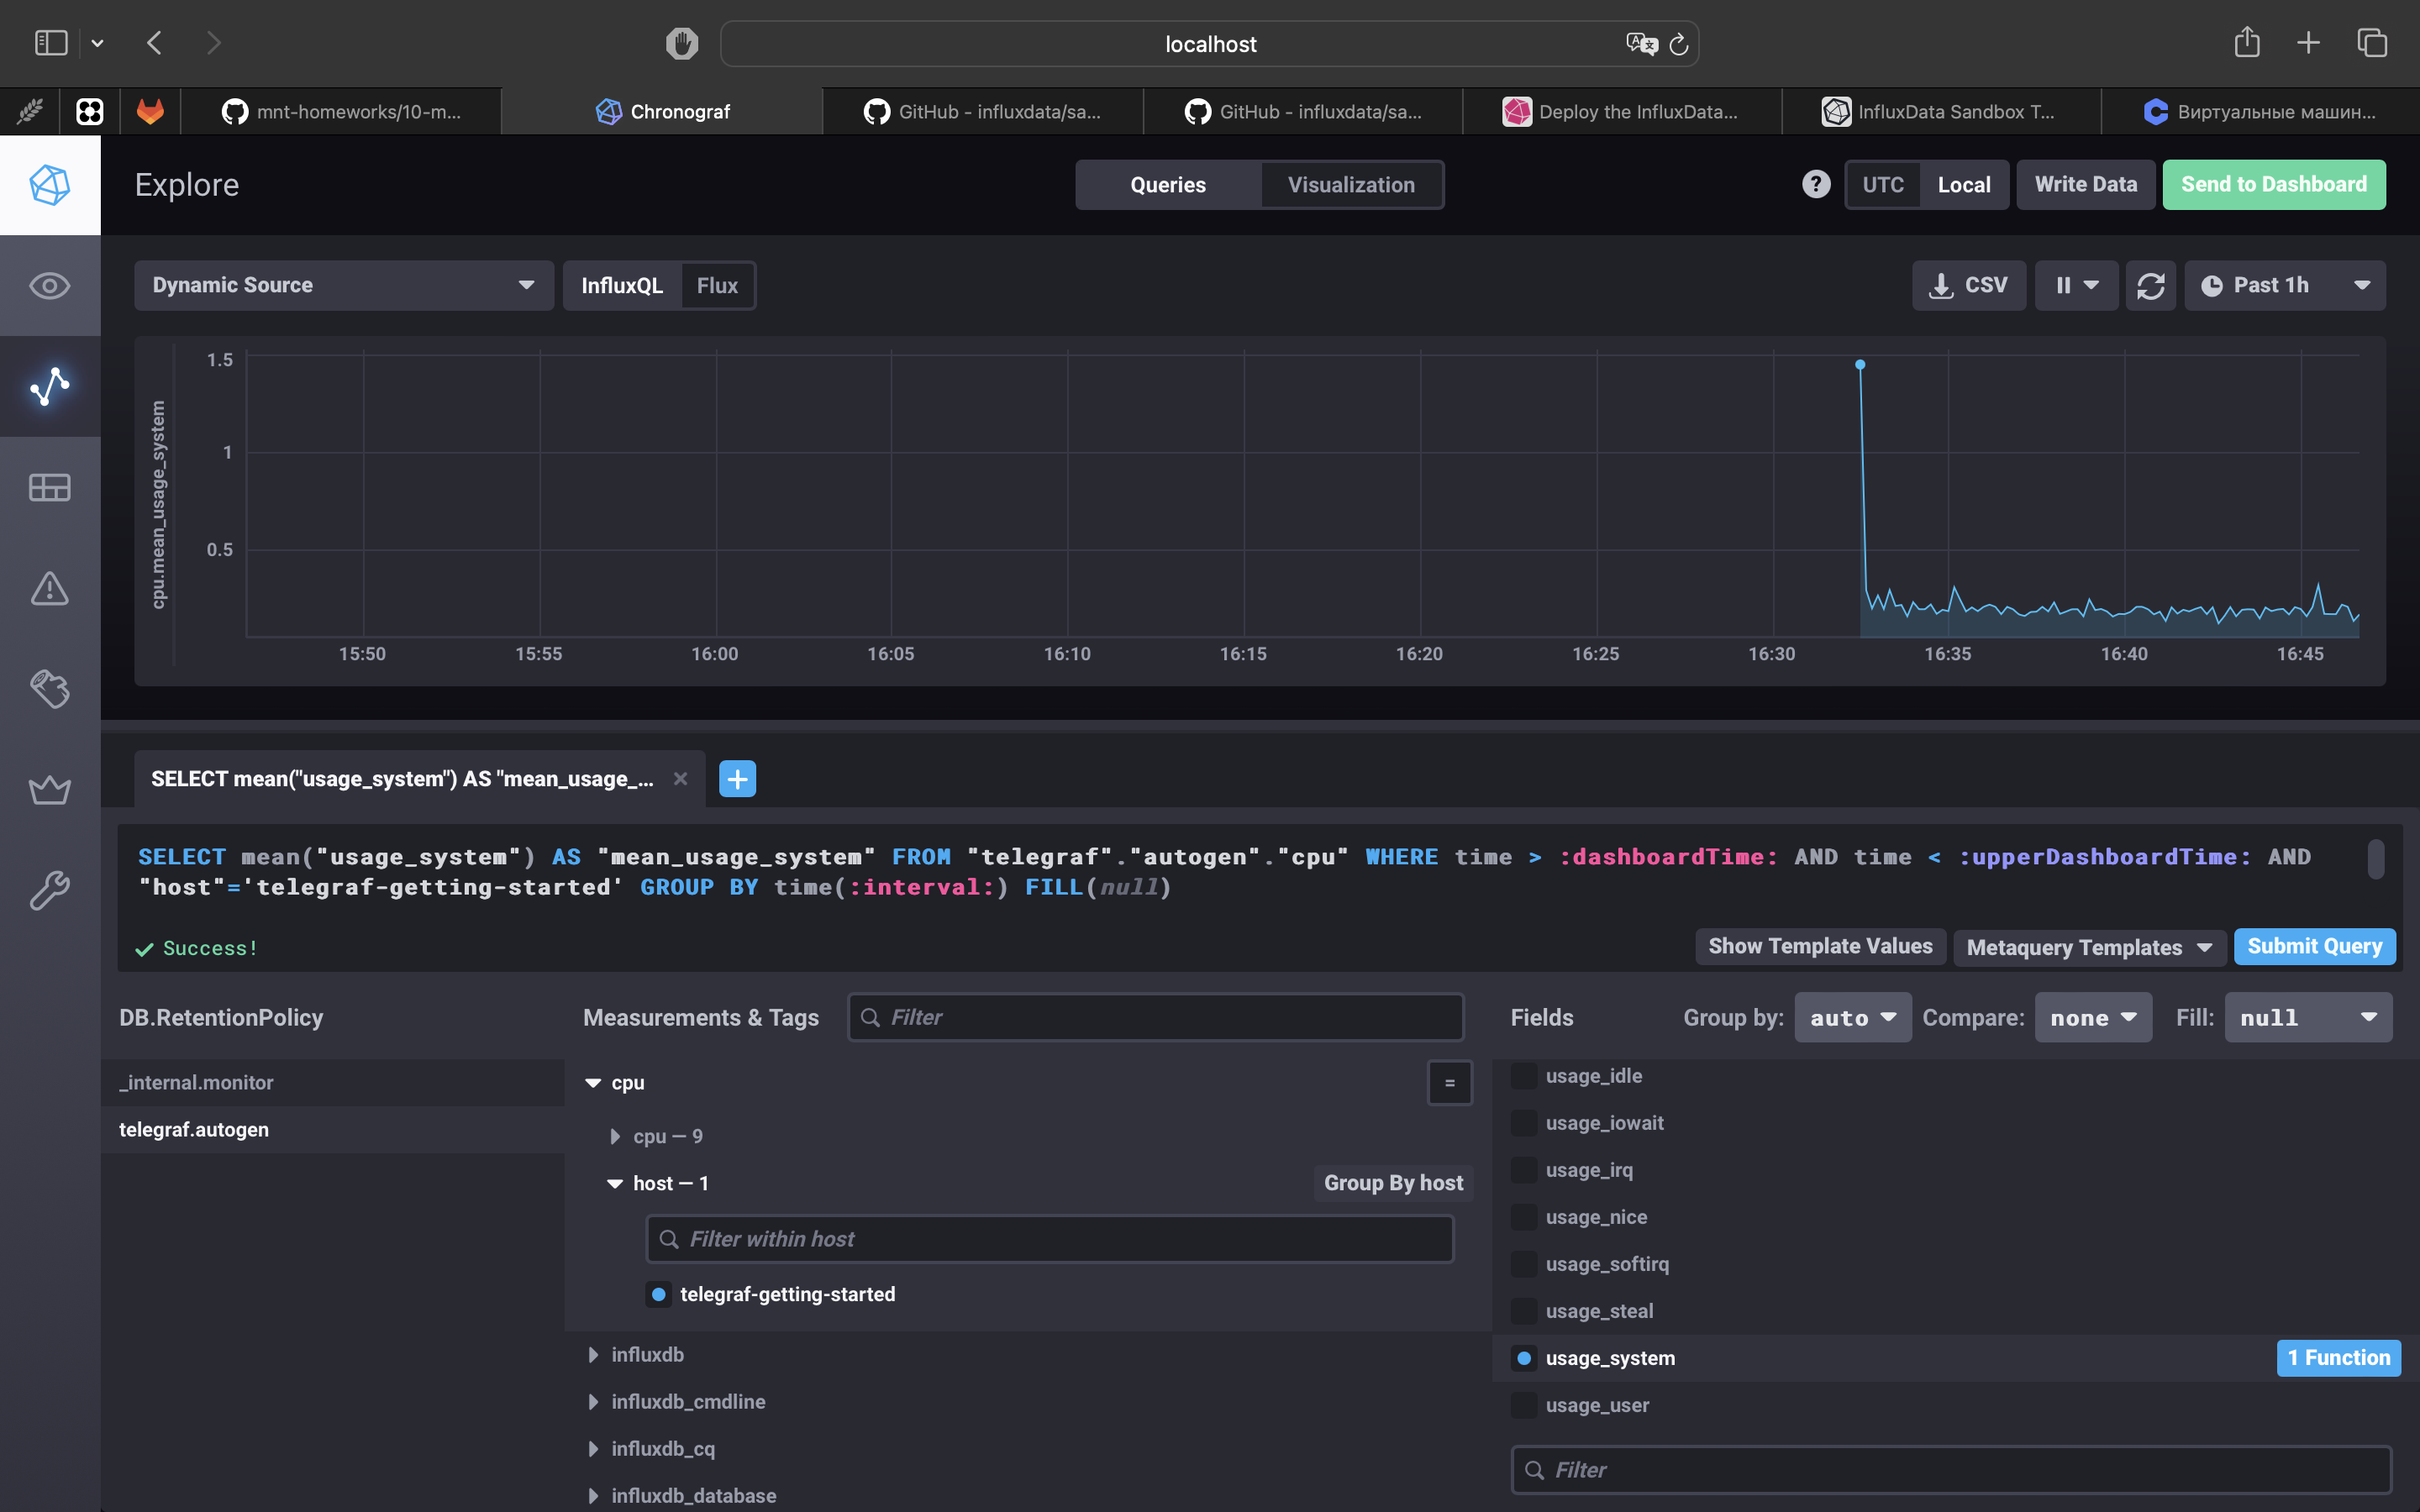 localhost
mnt-homeworks/10-m...
Chronograf
GitHub - influxdata/sa...
GitHub - influxdata/sa...
Deploy the InfluxData...
InfluxData Sandbox T...
Виртуальные машин...
Explore
Queries
Visualization
?
UTC
Local
Write Data
Send to Dashboard
Dynamic Source
InfluxQL
Flux
CSV
Past 1h
cpu.mean_usage_system
1.5
1
0.5
15:50
15:55
16:00
16:05
16:10
16:15
16:20
16:25
16:30
16:35
16:40
16:45
SELECT mean("usage_system") AS "mean_usage_...
SELECT mean("usage_system") AS "mean_usage_system" FROM "telegraf"."autogen"."cpu" WHERE time > :dashboardTime: AND time < :upperDashboardTime: AND
"host"='telegraf-getting-started' GROUP BY time(:interval:) FILL(null)
Success!
Show Template Values
Metaquery Templates
Submit Query
DB.RetentionPolicy
_internal.monitor
telegraf.autogen
Measurements & Tags
Filter
cpu
=
cpu — 9
host — 1
Group By host
Filter within host
telegraf-getting-started
influxdb
influxdb_cmdline
influxdb_cq
influxdb_database
Fields
Group by:
auto
Compare:
none
Fill:
null
usage_idle
usage_iowait
usage_irq
usage_nice
usage_softirq
usage_steal
usage_system
1 Function
usage_user
Filter